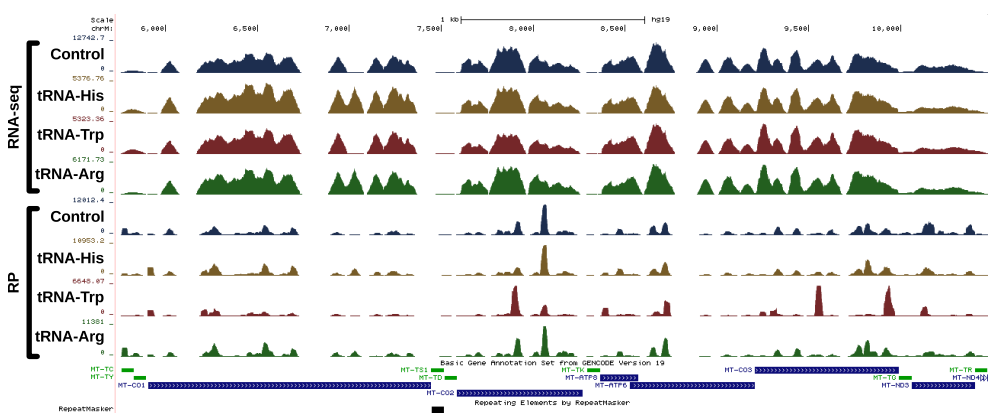 Scale 1 kb hg19
chrM: 6,000 6,500 7,000 7,500 8,000 8,500 9,000 9,500 10,000
RNA-seq
12742.7
Control
0
5376.76
tRNA-His
0
5323.36
tRNA-Trp
0
6171.73
tRNA-Arg
0
RP
12012.4
Control
0
10953.2
tRNA-His
0
6648.07
tRNA-Trp
0
11381
tRNA-Arg
0
Basic Gene Annotation Set from GENCODE Version 19
MT-TC MT-TS1 MT-TK MT-CO3 MT-TR
MT-TY MT-TD MT-ATP8 MT-TG MT-ND4
MT-CO1 MT-ATP6 MT-ND3
MT-CO2
Repeating Elements by RepeatMasker
RepeatMasker